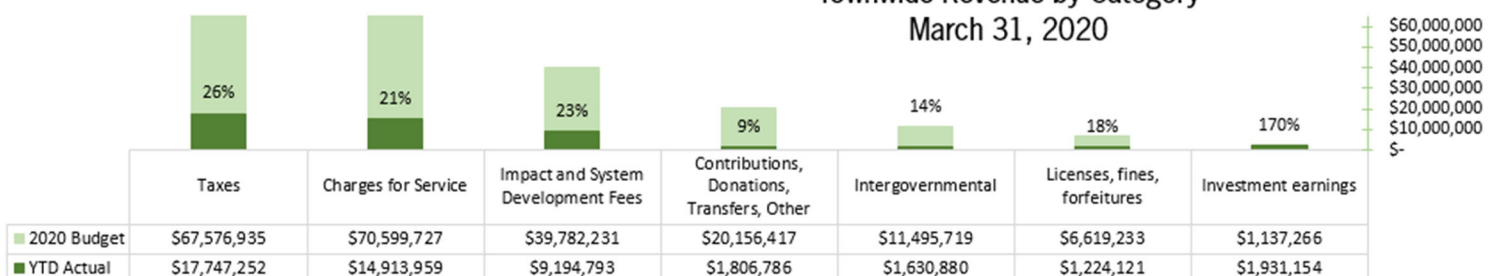 Townwide Revenue by Category
March 31, 2020
$60,000,000
$50,000,000
$40,000,000
$30,000,000
$20,000,000
$10,000,000
$-
26%
21%
23%
9%
14%
18%
170%
Taxes
Charges for Service
Impact and System
Development Fees
Contributions,
Donations,
Transfers, Other
Intergovernmental
Licenses, fines,
forfeitures
Investment earnings
2020 Budget $67,576,935 $70,599,727 $39,782,231 $20,156,417 $11,495,719 $6,619,233 $1,137,266
YTD Actual $17,747,252 $14,913,959 $9,194,793 $1,806,786 $1,630,880 $1,224,121 $1,931,154